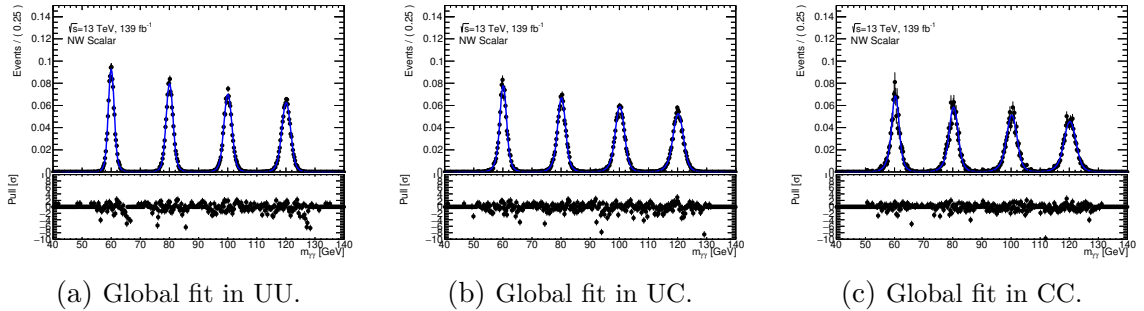 Events / ( 0.25 )
0.14
0.12
0.1
0.08
0.06
0.04
0.02
0
√s=13 TeV, 139 fb⁻¹
NW Scalar
Pull [σ]
40 60 70 80 90 100 110 120 130 140
m_γγ [GeV]
(a) Global fit in UU.
Events / ( 0.25 )
0.14
0.12
0.1
0.08
0.06
0.04
0.02
0
√s=13 TeV, 139 fb⁻¹
NW Scalar
Pull [σ]
40 50 60 70 80 90 100 110 120 130 140
m_γγ [GeV]
(b) Global fit in UC.
Events / ( 0.25 )
0.14
0.12
0.1
0.08
0.06
0.04
0.02
0
√s=13 TeV, 139 fb⁻¹
NW Scalar
Pull [σ]
40 50 60 70 80 90 100 110 120 130 140
m_γγ [GeV]
(c) Global fit in CC.